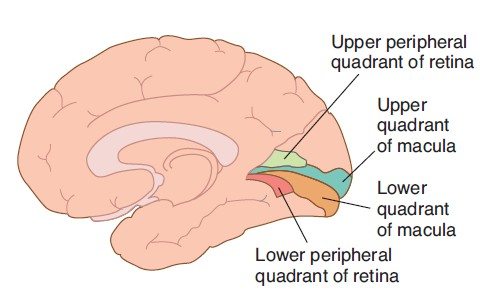 Upper peripheral
quadrant of retina
Upper
quadrant
of macula
Lower
quadrant
of macula
Lower peripheral
quadrant of retina